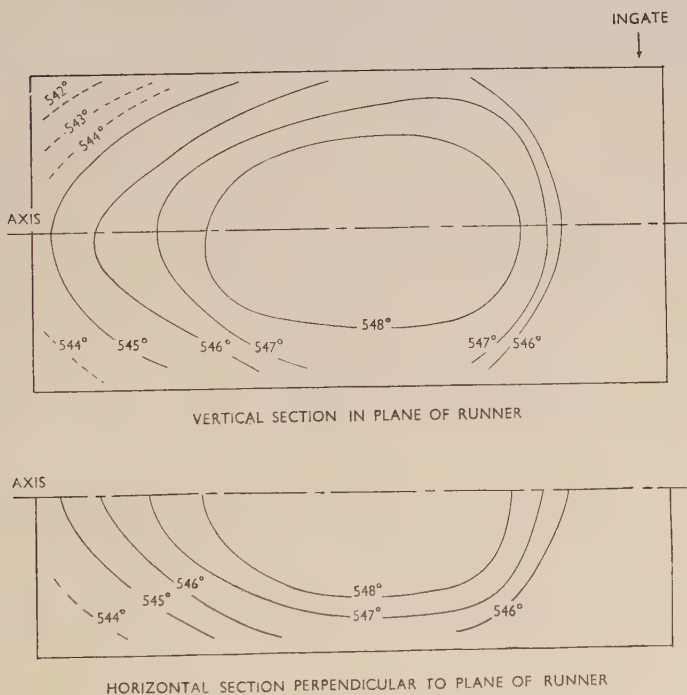 INGATE
542°
543°
544°
AXIS
544° 545° 546° 547° 548° 547° 546°
VERTICAL SECTION IN PLANE OF RUNNER
AXIS
544° 545° 546° 548° 547° 546°
HORIZONTAL SECTION PERPENDICULAR TO PLANE OF RUNNER